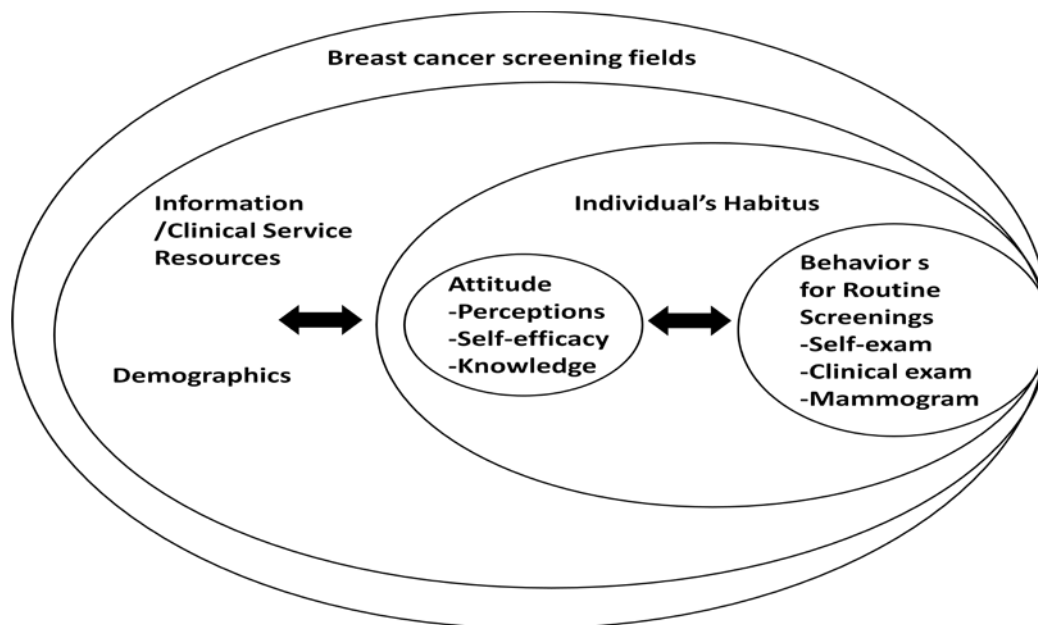 Breast cancer screening fields
Information
/Clinical Service
Resources
Demographics
Individual's Habitus
Attitude
-Perceptions
-Self-efficacy
-Knowledge
Behavior s
for Routine
Screenings
-Self-exam
-Clinical exam
-Mammogram